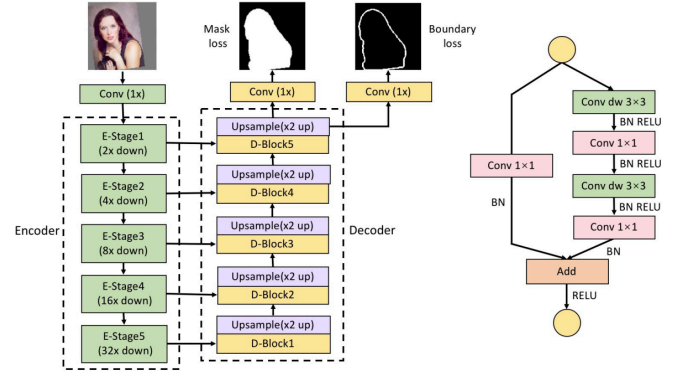 Mask
loss
Boundary
loss
Conv (1x)
Conv (1x)
Conv (1x)
Encoder
E-Stage1
(2x down)
E-Stage2
(4x down)
E-Stage3
(8x down)
E-Stage4
(16x down)
E-Stage5
(32x down)
Upsample(x2 up)
D-Block5
Upsample(x2 up)
D-Block4
Upsample(x2 up)
D-Block3
Upsample(x2 up)
D-Block2
Upsample(x2 up)
D-Block1
Decoder
Conv 1×1
BN
Conv dw 3×3
BN RELU
Conv 1×1
BN RELU
Conv dw 3×3
BN RELU
Conv 1×1
BN
Add
RELU